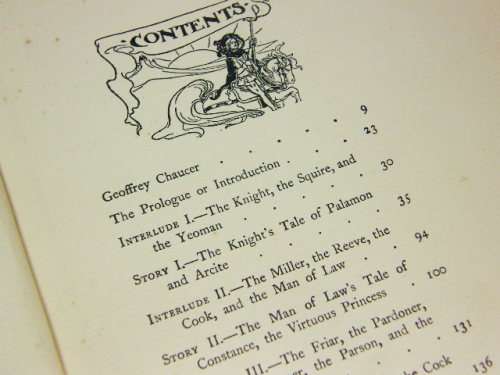 CONTENTS
Geoffrey Chaucer . . . . . 9
The Prologue or Introduction . . . 23
INTERLUDE I.—The Knight, the Squire, and
the Yeoman . . . . . 30
STORY I.—The Knight's Tale of Palamon
and Arcite . . . . . 35
INTERLUDE II.—The Miller, the Reeve, the
Cook, and the Man of Law . . 94
STORY II.—The Man of Law's Tale of
Constance, the Virtuous Princess . 100
III.—The Friar, the Pardoner,
the Parson, and the
. . . 131
the Cock
136